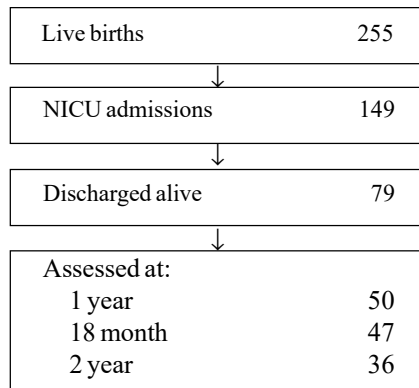 Live births 255
NICU admissions 149
Discharged alive 79
Assessed at:
1 year 50
18 month 47
2 year 36